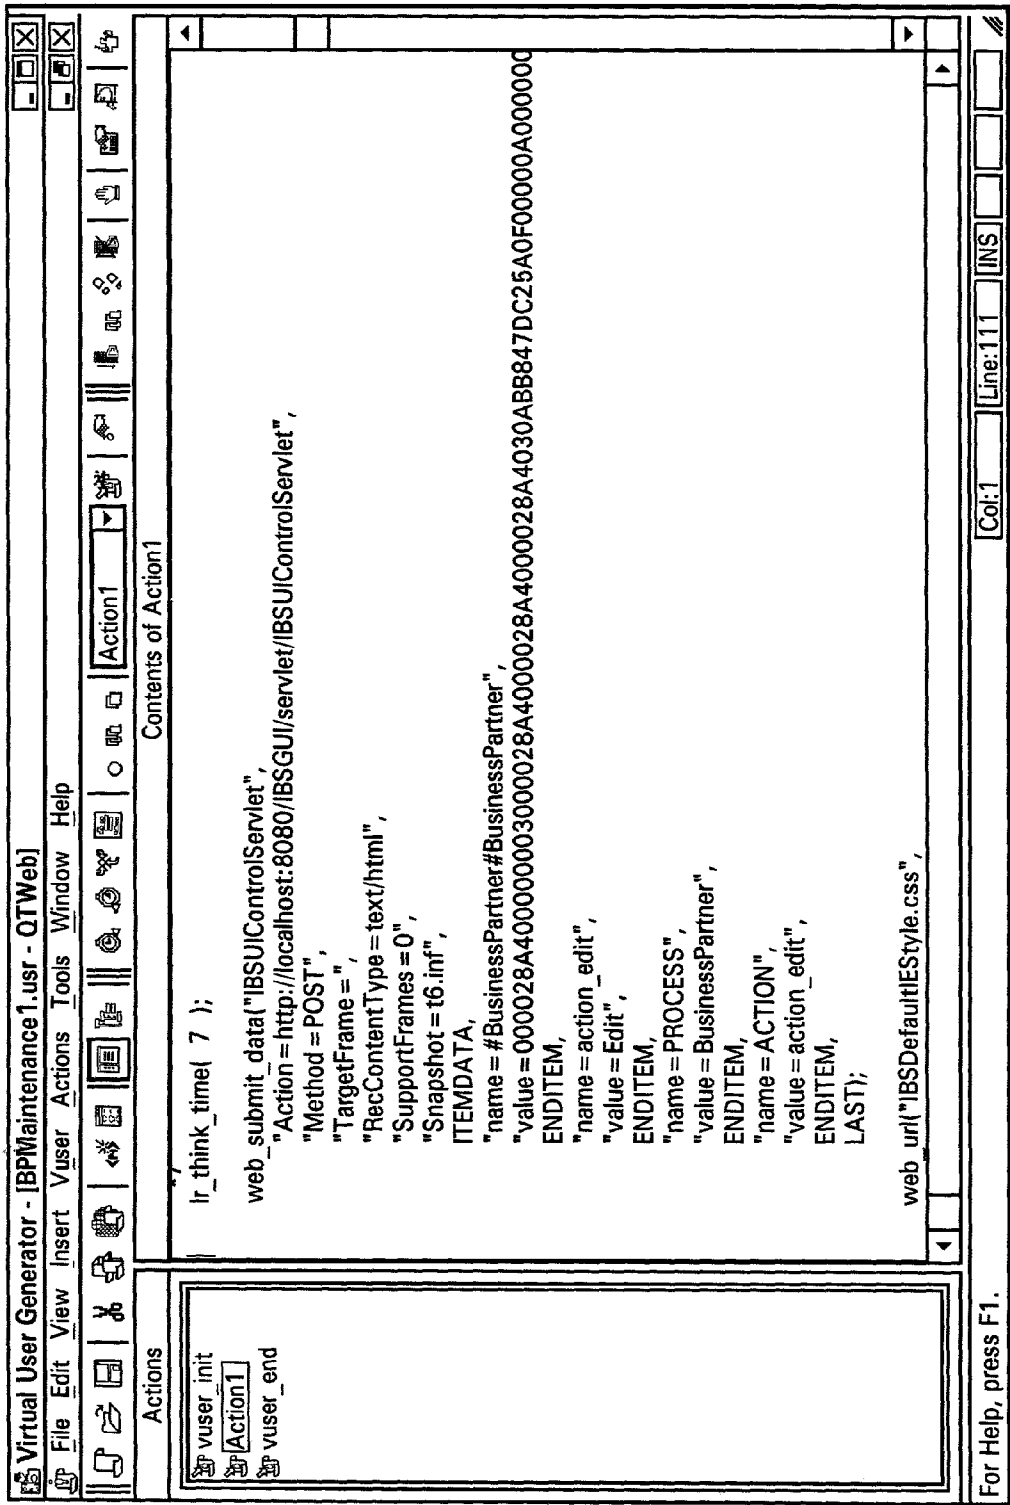 Virtual User Generator - [BPMaintenance1.usr - QTWeb]
File Edit View Insert Vuser Actions Tools Window Help
Action1
Actions
Contents of Action1
vuser_init
Action1
vuser_end
*/
lr_think_time( 7 );
web_submit_data("IBSUIControlServlet",
"Action=http://localhost:8080/IBSGUI/servlet/IBSUIControlServlet",
"Method=POST",
"TargetFrame=",
"RecContentType=text/html",
"SupportFrames=0",
"Snapshot=t6.inf",
ITEMDATA,
"name=#BusinessPartner#BusinessPartner",
"value=000028A40000000300028A4000028A4000028A4030ABB847DC25A0F00000A000000
ENDITEM,
"name=action_edit",
"value=Edit",
ENDITEM,
"name=PROCESS",
"value=BusinessPartner",
ENDITEM,
"name=ACTION",
"value=action_edit",
ENDITEM,
LAST);
web_url("IBSDefaultIEStyle.css",
For Help, press F1.
Col:1 Line:111 INS